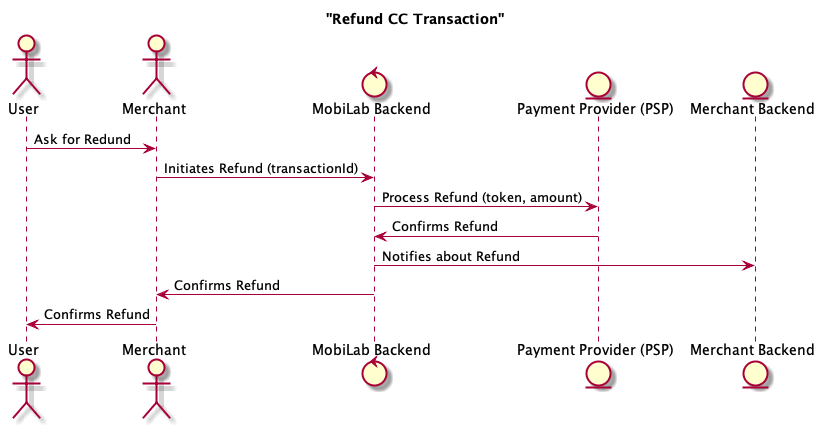 "Refund CC Transaction"
User Merchant MobiLab Backend Payment Provider (PSP) Merchant Backend
Ask for Redund
Initiates Refund (transactionId)
Process Refund (token, amount)
Confirms Refund
Notifies about Refund
Confirms Refund
Confirms Refund
User Merchant MobiLab Backend Payment Provider (PSP) Merchant Backend